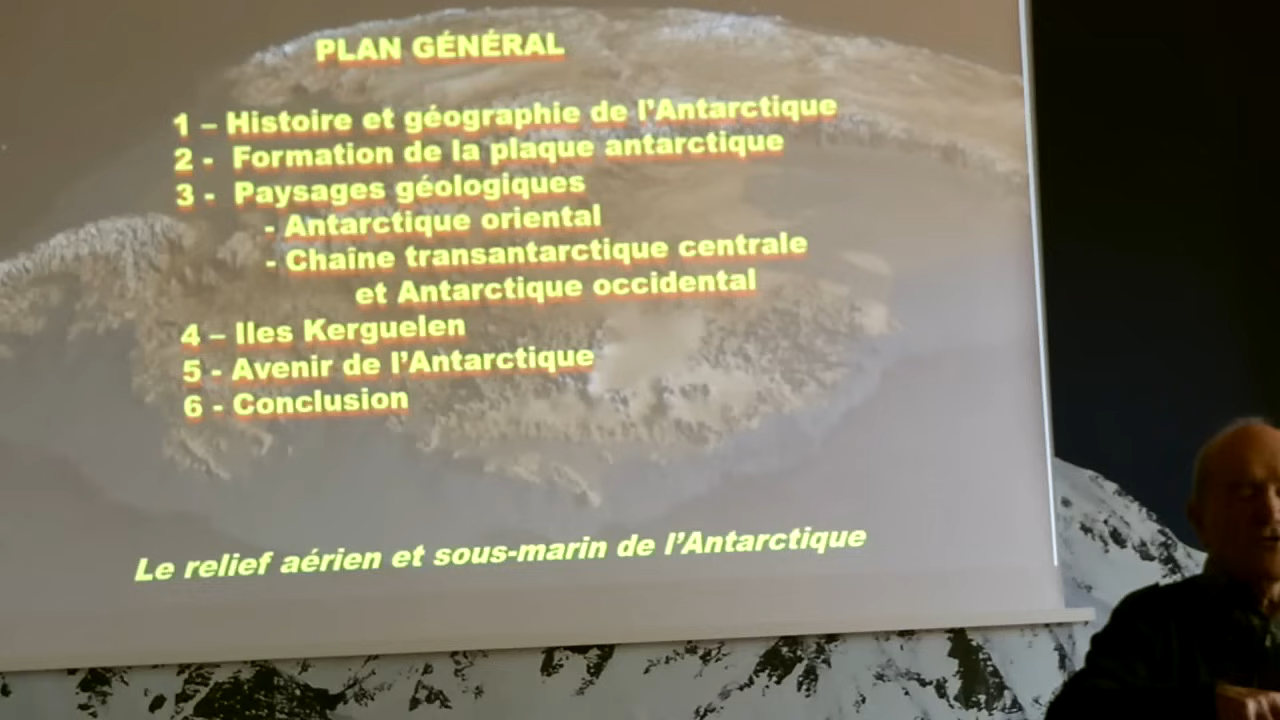 PLAN GÉNÉRAL
1 – Histoire et géographie de l'Antarctique
2 - Formation de la plaque antarctique
3 - Paysages géologiques
- Antarctique oriental
- Chaîne transantarctique centrale
et Antarctique occidental
4 – Iles Kerguelen
5 - Avenir de l'Antarctique
6 - Conclusion
Le relief aérien et sous-marin de l'Antarctique